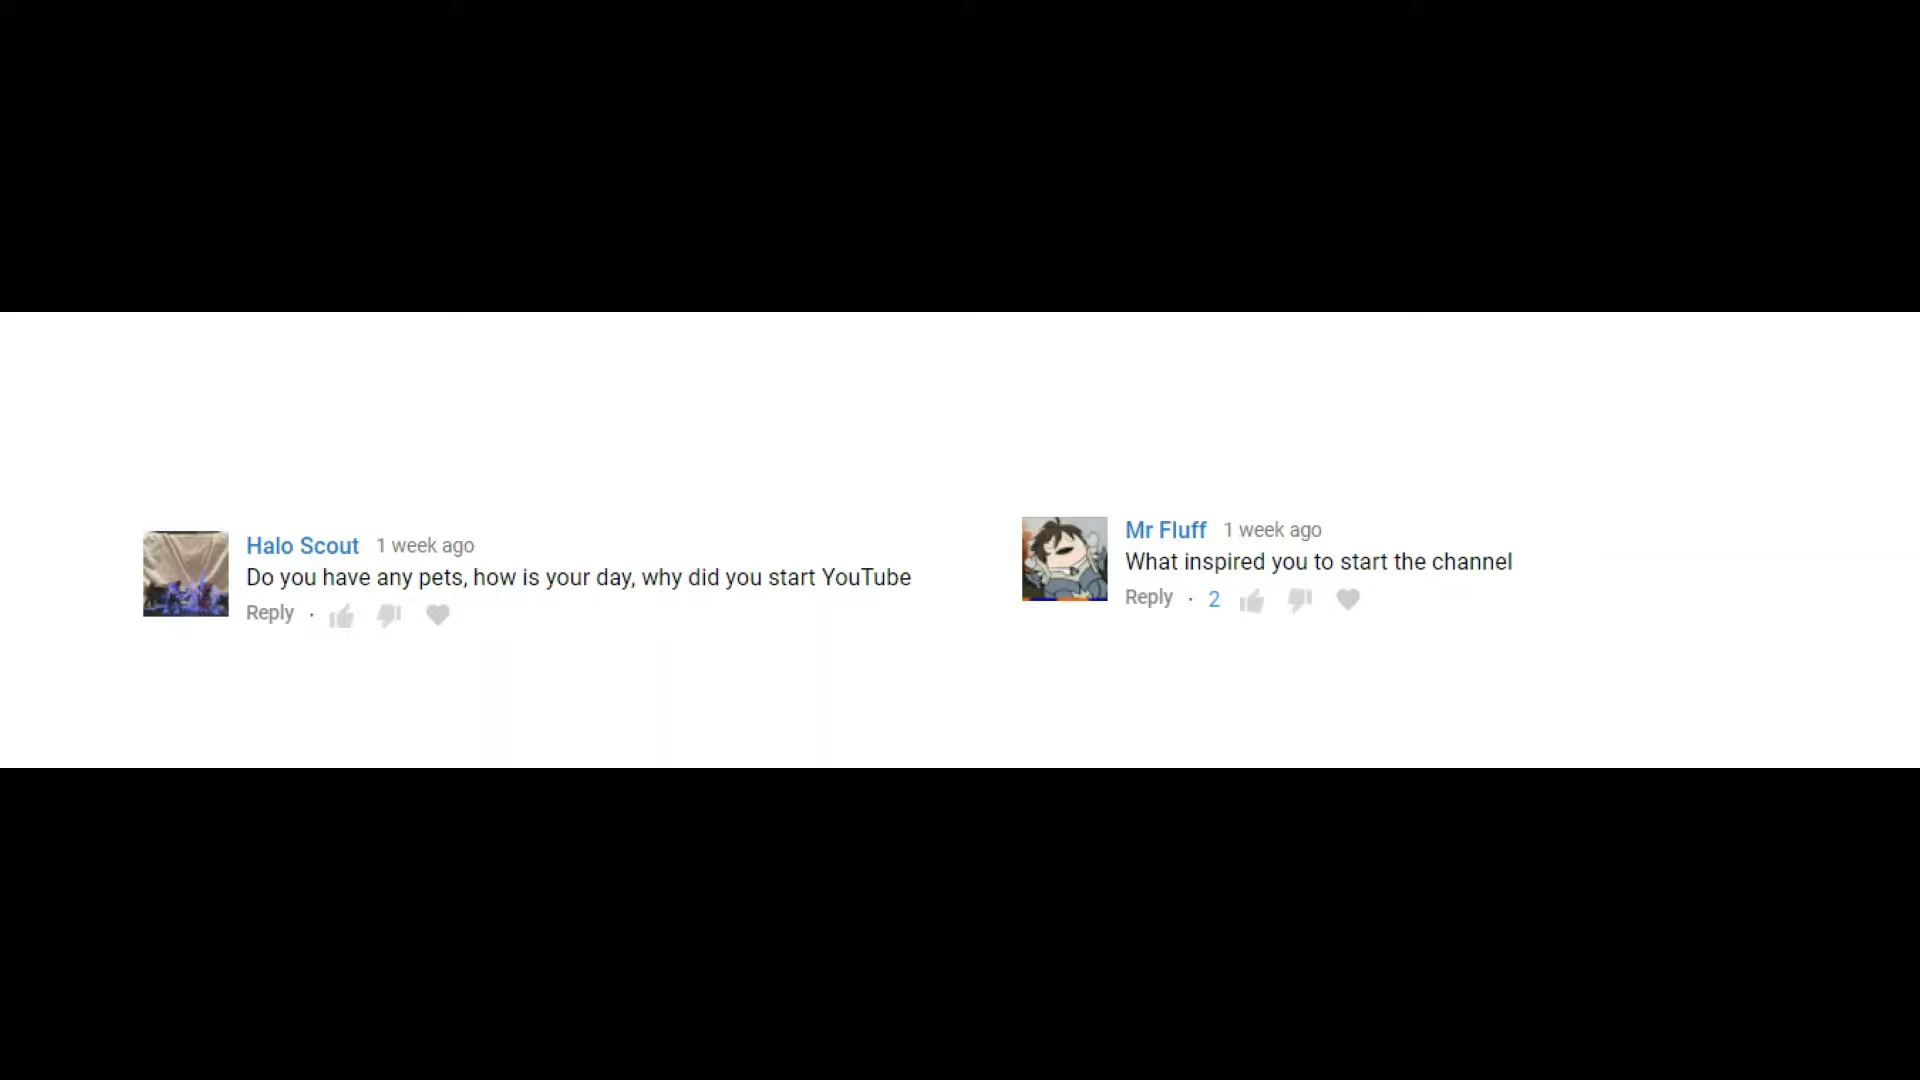 Halo Scout 1 week ago
Do you have any pets, how is your day, why did you start YouTube
Reply ·
Mr Fluff 1 week ago
What inspired you to start the channel
Reply · 2